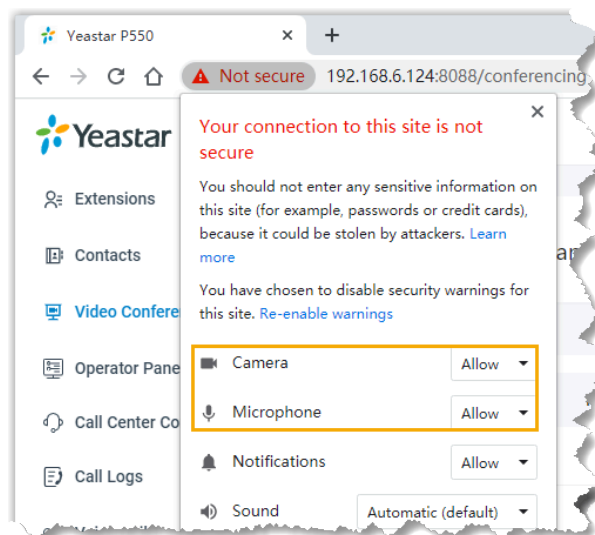 Yeastar P550
Not secure 192.168.6.124:8088/conferencing
Yeastar
Extensions
Contacts
Video Confere
Operator Pane
Call Center Co
Call Logs
Your connection to this site is not
secure
You should not enter any sensitive information on
this site (for example, passwords or credit cards),
because it could be stolen by attackers. Learn
more
You have chosen to disable security warnings for
this site. Re-enable warnings
Camera Allow
Microphone Allow
Notifications Allow
Sound Automatic (default)